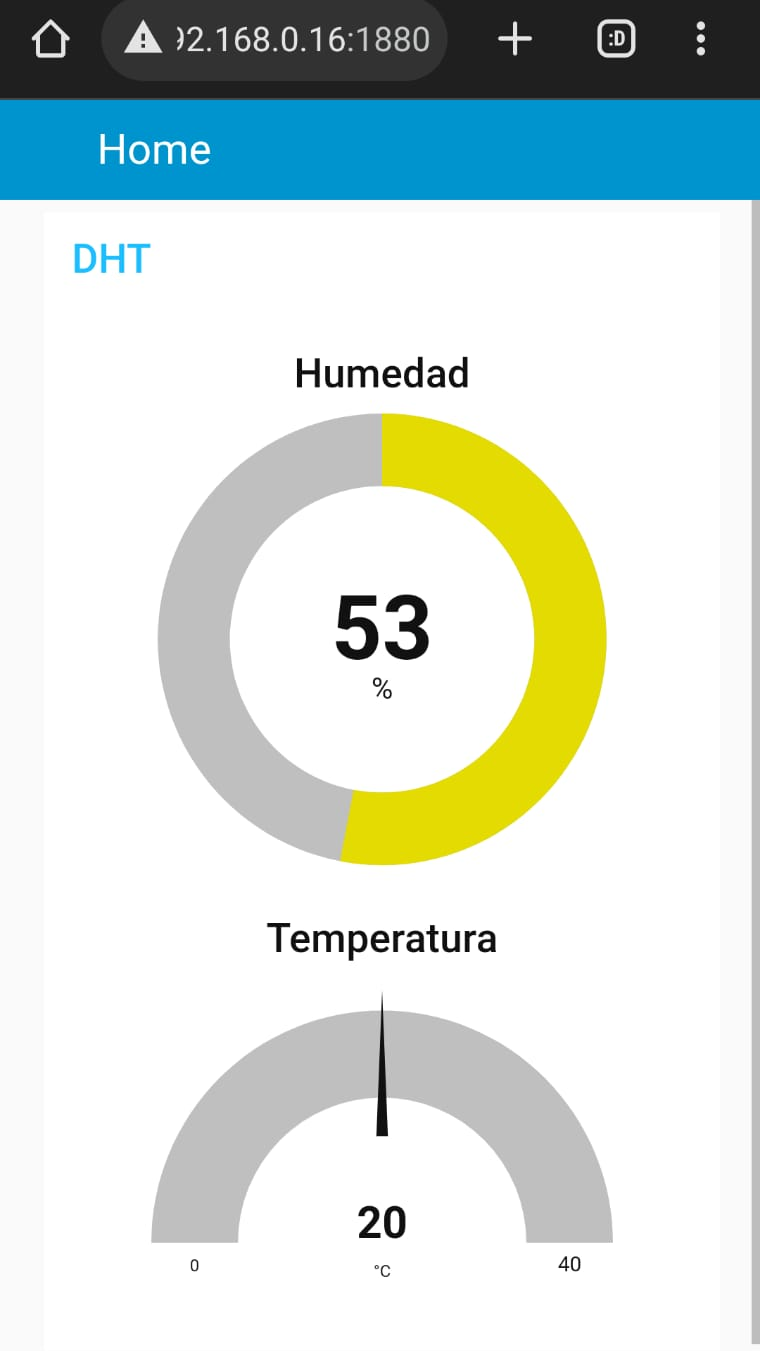 92.168.0.16:1880
:D
Home
DHT
Humedad
53
%
Temperatura
20
0
°C
40